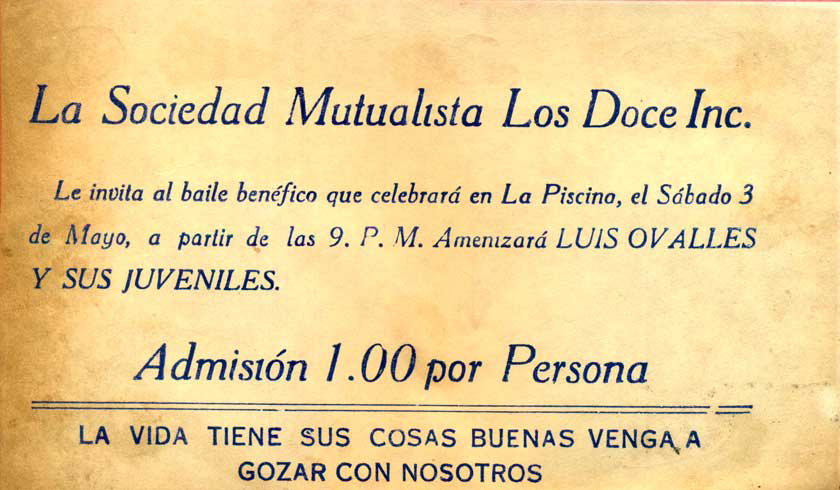 La Sociedad Mutualista Los Doce Inc.
Le invita al baile benéfico que celebrará en La Piscina, el Sábado 3
de Mayo, a partir de las 9. P. M. Amenizará LUIS OVALLES
Y SUS JUVENILES.
Admisión 1.00 por Persona
LA VIDA TIENE SUS COSAS BUENAS VENGA A
GOZAR CON NOSOTROS